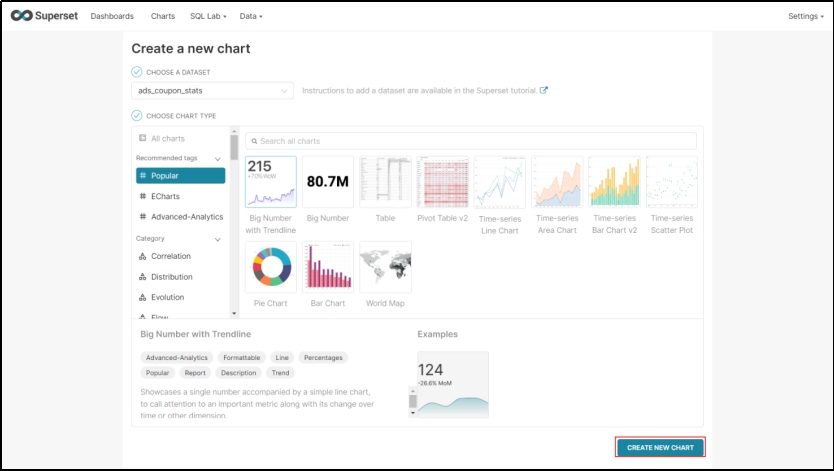 Superset Dashboards Charts SQL Lab Data Settings
Create a new chart
CHOOSE A DATASET
ads_coupon_stats Instructions to add a dataset are available in the Superset tutorial.
CHOOSE CHART TYPE
All charts
Search all charts
Recommended tags
# Popular
# ECharts
# Advanced-Analytics
Category
Correlation
Distribution
Evolution
Flow
215
+70% WoW
80.7M
Big Number
with Trendline
Big Number
Table
Pivot Table v2
Time-series
Line Chart
Time-series
Area Chart
Time-series
Bar Chart v2
Time-series
Scatter Plot
Pie Chart
Bar Chart
World Map
Big Number with Trendline
Advanced-Analytics Formattable Line Percentages
Popular Report Description Trend
Showcases a single number accompanied by a simple line chart,
to call attention to an important metric along with its change over
time or other dimension.
Examples
124
-26.6% MoM
CREATE NEW CHART